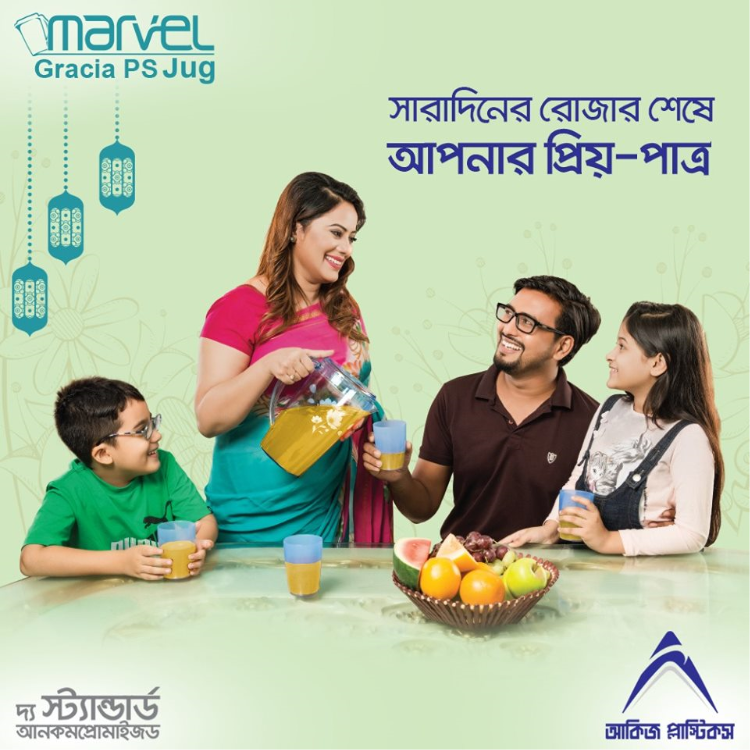 marvel
Gracia PS Jug
সারাদিনের রোজার শেষে
আপনার প্রিয়-পাত্র
দ্য স্ট্যান্ডার্ড
আনকমপ্রোমাইজড
আকিজ প্লাস্টিকস